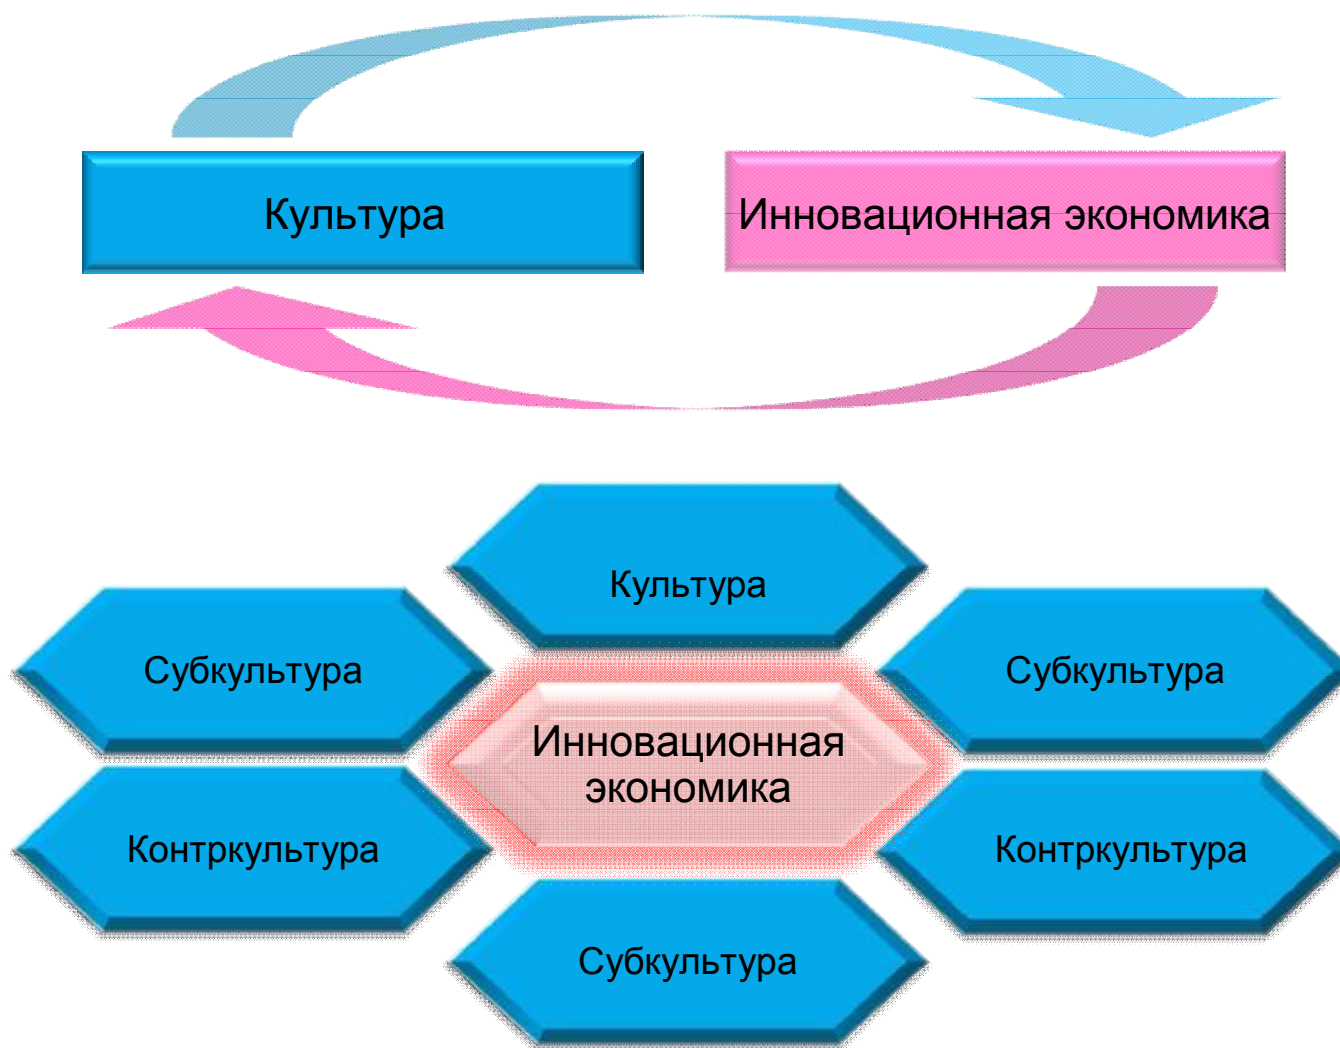 Культура
Инновационная экономика
Культура
Субкультура
Субкультура
Инновационная
экономика
Контркультура
Контркультура
Субкультура